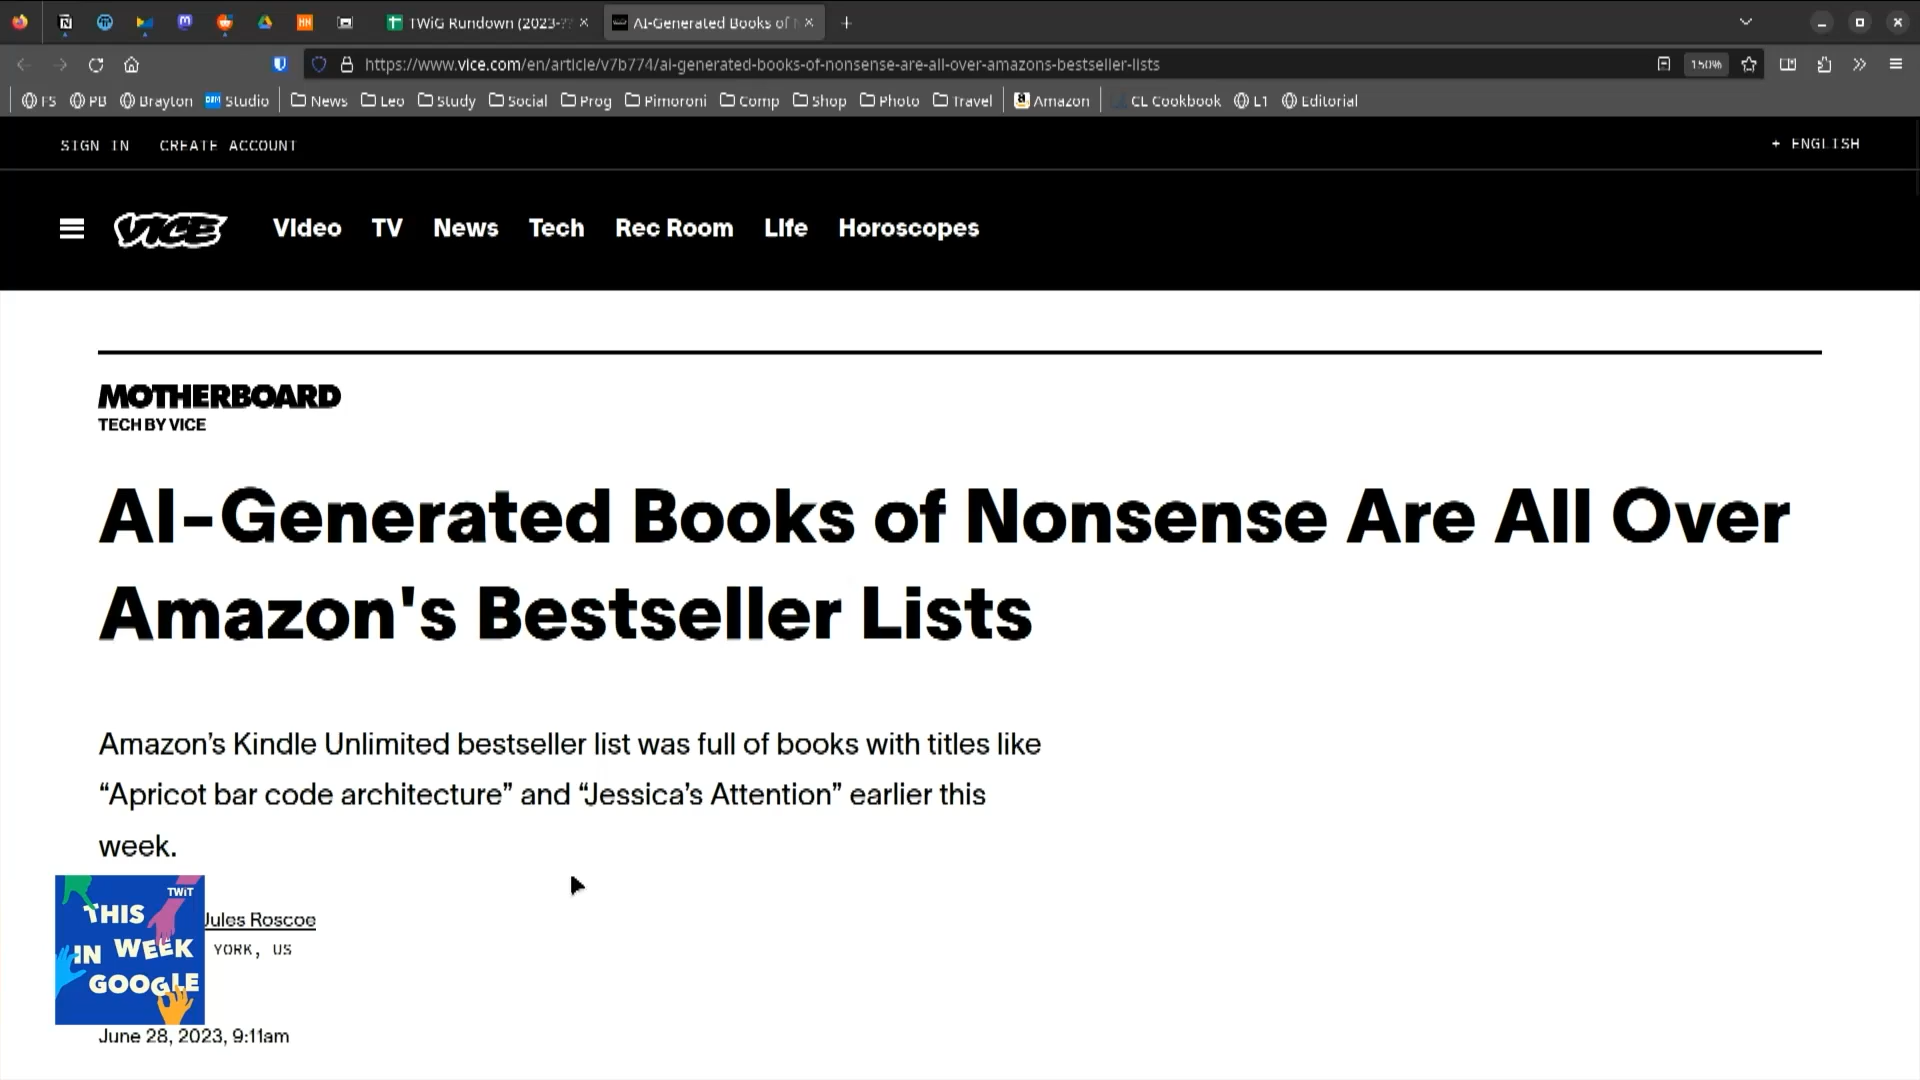 TWiG Rundown (2023-??
AI-Generated Books of N
https://www.vice.com/en/article/v7b774/ai-generated-books-of-nonsense-are-all-over-amazons-bestseller-lists
150%
FS PB Brayton Studio News Leo Study Social Prog Pimoroni Comp Shop Photo Travel Amazon CL Cookbook L1 Editorial
SIGN IN CREATE ACCOUNT
+ ENGLISH
VICE Video TV News Tech Rec Room Life Horoscopes
MOTHERBOARD
TECH BY VICE
AI-Generated Books of Nonsense Are All Over
Amazon's Bestseller Lists
Amazon’s Kindle Unlimited bestseller list was full of books with titles like
“Apricot bar code architecture” and “Jessica’s Attention” earlier this
week.
TWiT
THIS
IN WEEK
GOOGLE
Jules Roscoe
YORK, US
June 28, 2023, 9:11am